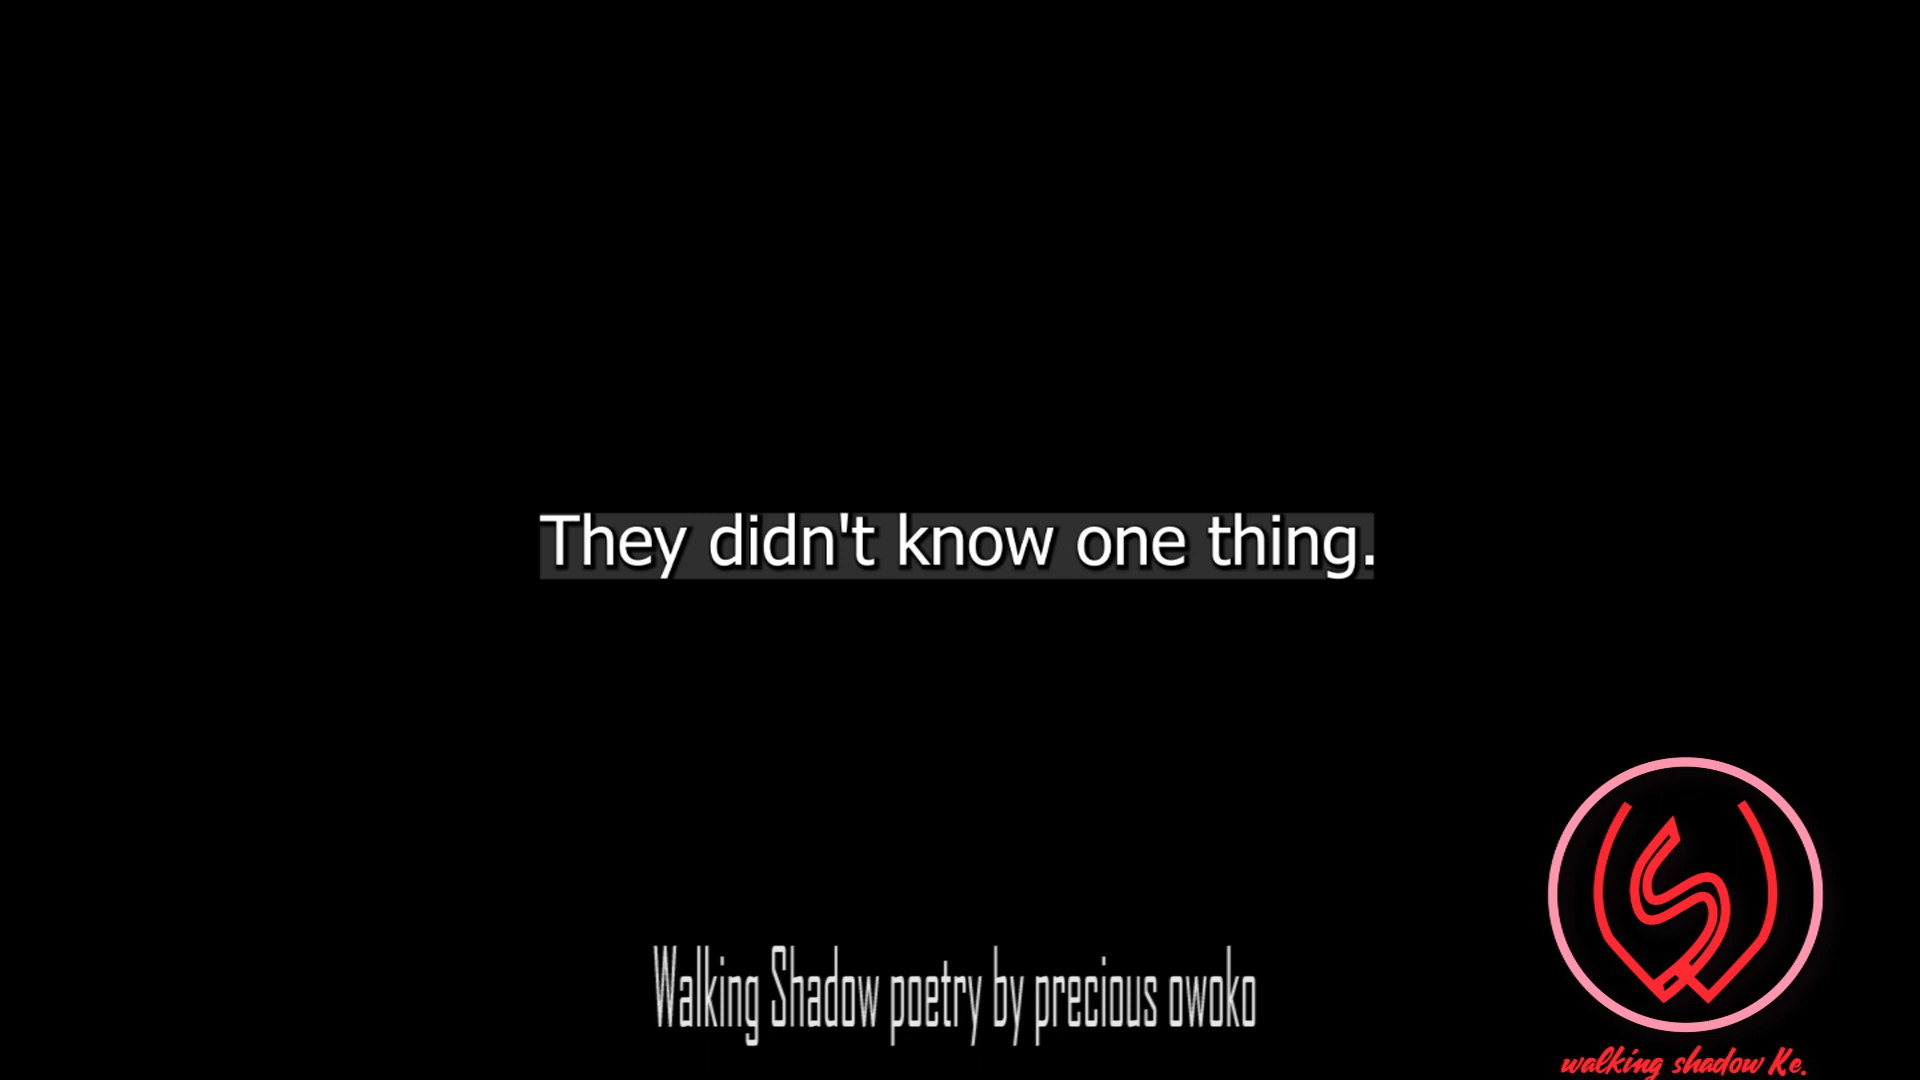 They didn't know one thing.
Walking Shadow poetry by precious owoko
walking shadow Ke.